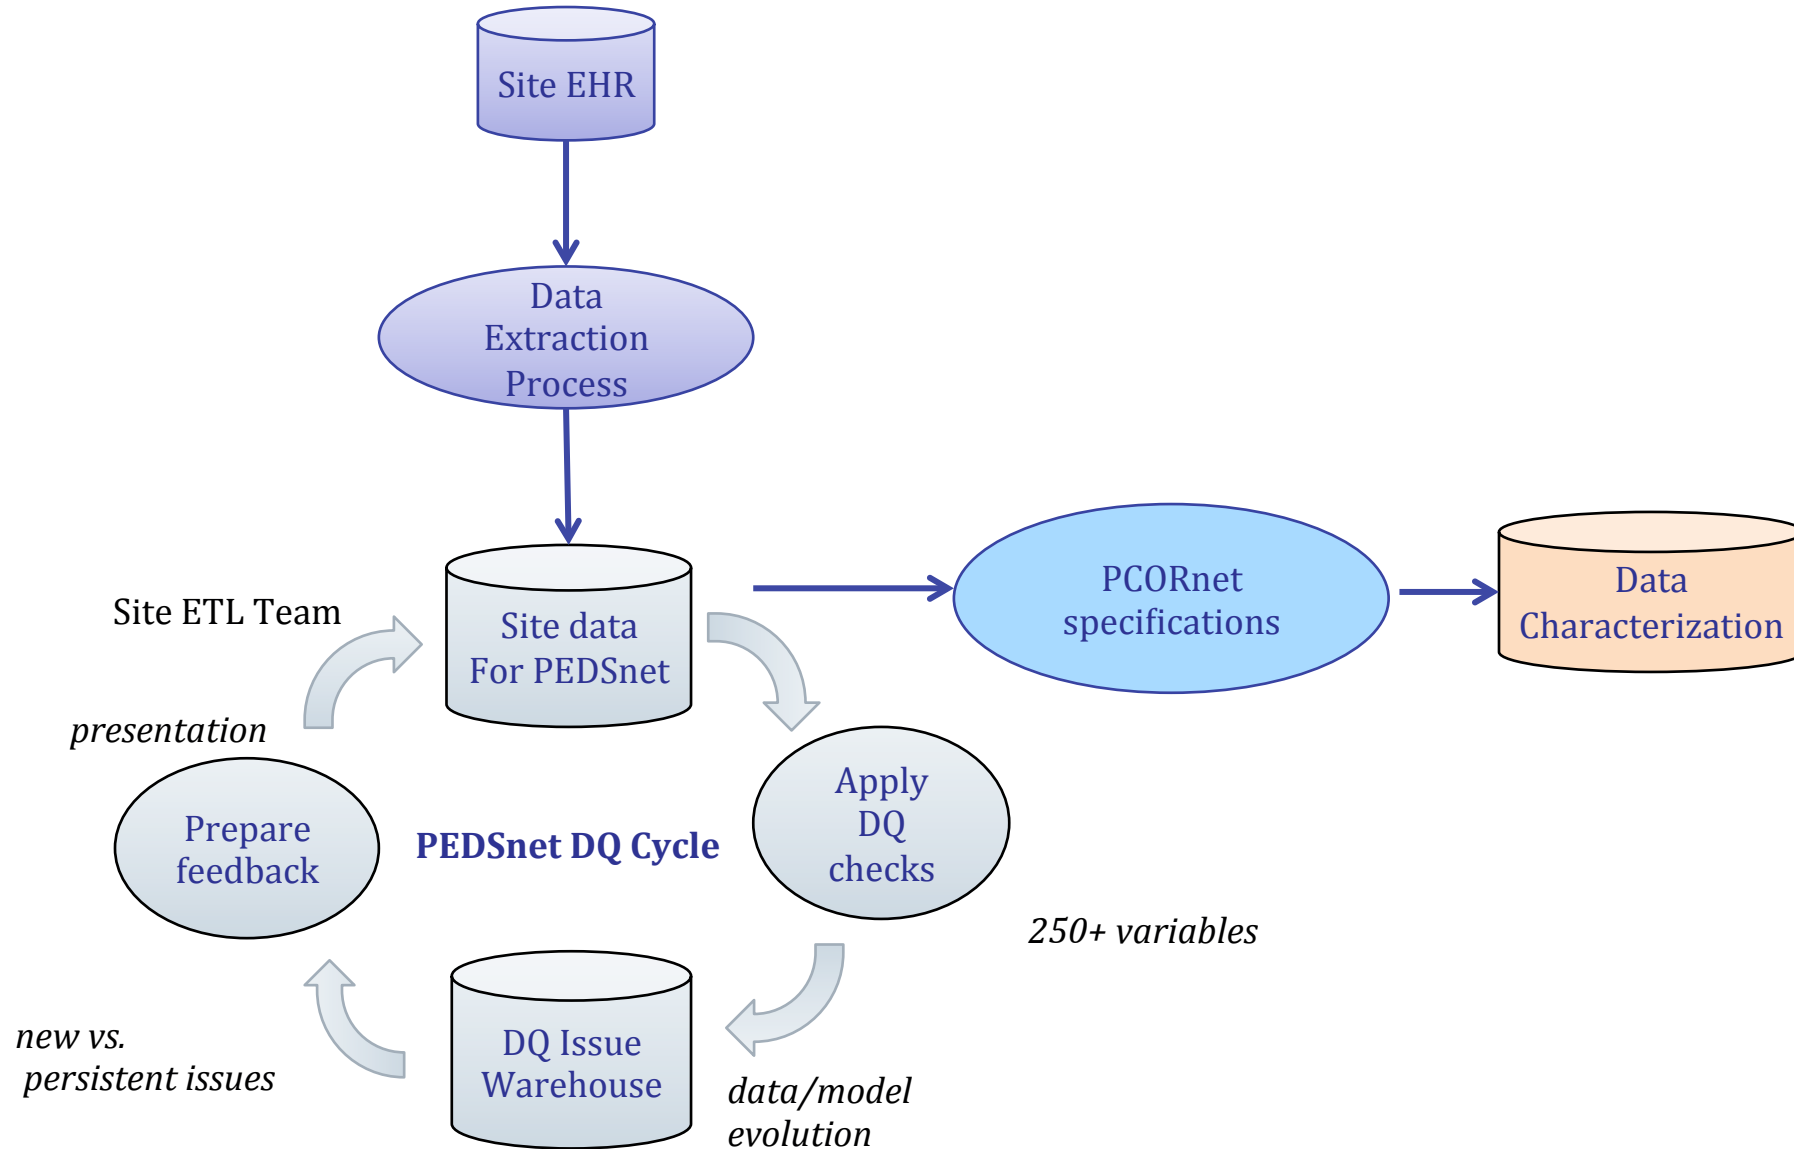 Site EHR
Data
Extraction
Process
Site ETL Team
Site data
For PEDSnet
PCORnet
specifications
Data
Characterization
presentation
Prepare
feedback
PEDSnet DQ Cycle
Apply
DQ
checks
250+ variables
new vs.
persistent issues
DQ Issue
Warehouse
data/model
evolution